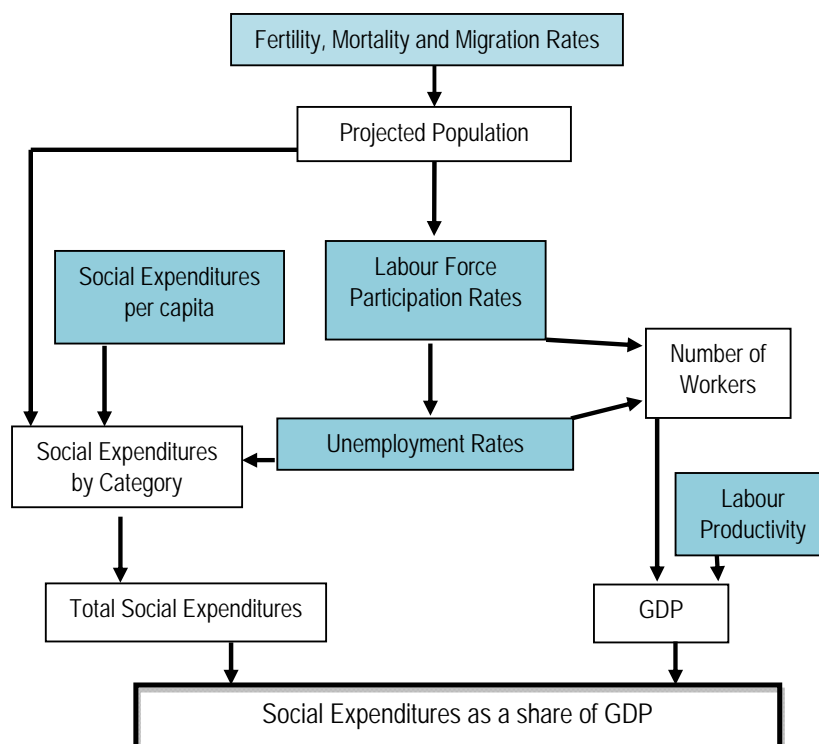 Fertility, Mortality and Migration Rates
Projected Population
Social Expenditures
per capita
Labour Force
Participation Rates
Number of
Workers
Social Expenditures
by Category
Unemployment Rates
Labour
Productivity
Total Social Expenditures
GDP
Social Expenditures as a share of GDP